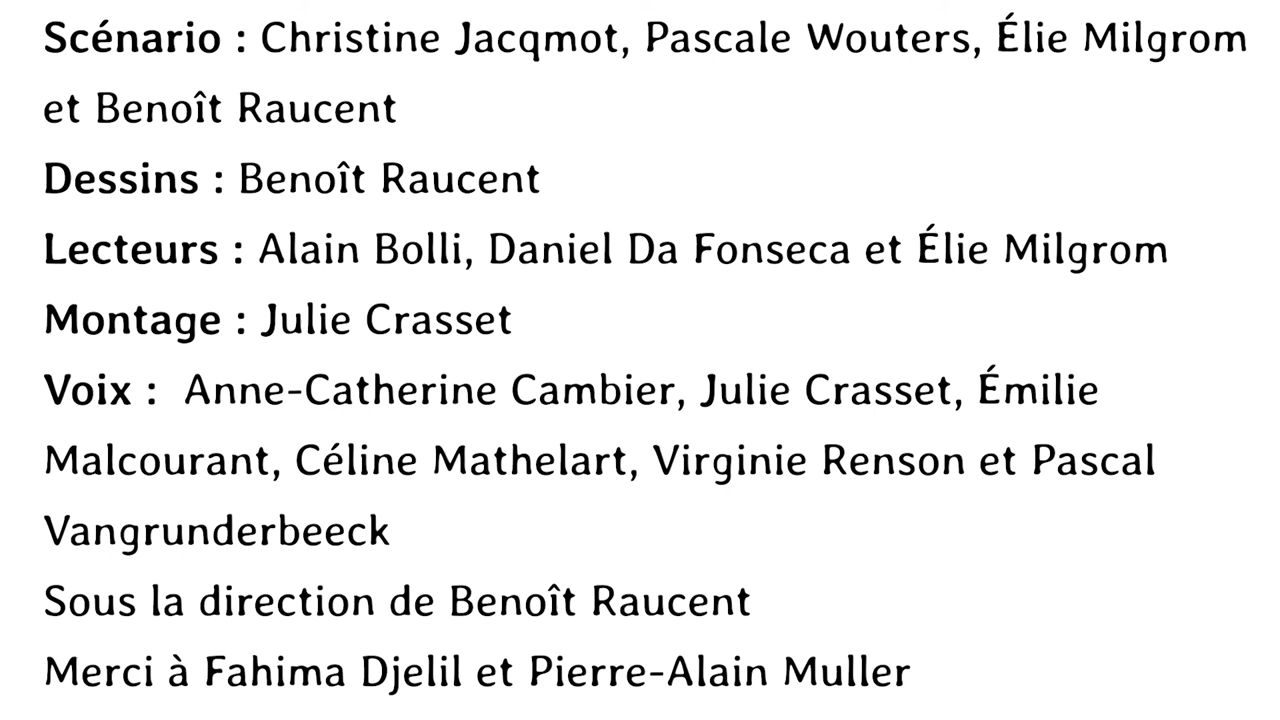 Scénario : Christine Jacqmot, Pascale Wouters, Élie Milgrom
et Benoît Raucent
Dessins : Benoît Raucent
Lecteurs : Alain Bolli, Daniel Da Fonseca et Élie Milgrom
Montage : Julie Crasset
Voix :  Anne-Catherine Cambier, Julie Crasset, Émilie
Malcourant, Céline Mathelart, Virginie Renson et Pascal
Vangrunderbeeck
Sous la direction de Benoît Raucent
Merci à Fahima Djelil et Pierre-Alain Muller